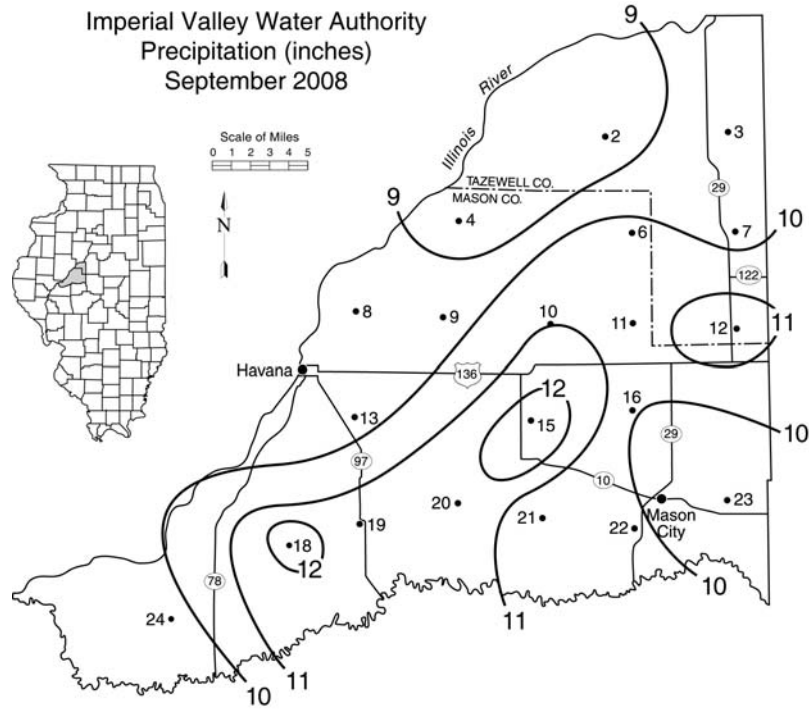 Imperial Valley Water Authority
Precipitation (inches)
September 2008
9
River
Illinois
Scale of Miles
0 1 2 3 4 5
2
3
TAZEWELL CO.
MASON CO.
29
9
N
4
6
7
10
122
8
9
10
11
12
11
Havana
136
12
13
15
16
10
29
97
10
20
19
21
22
Mason
City
23
18
12
78
24
10
11
11
10